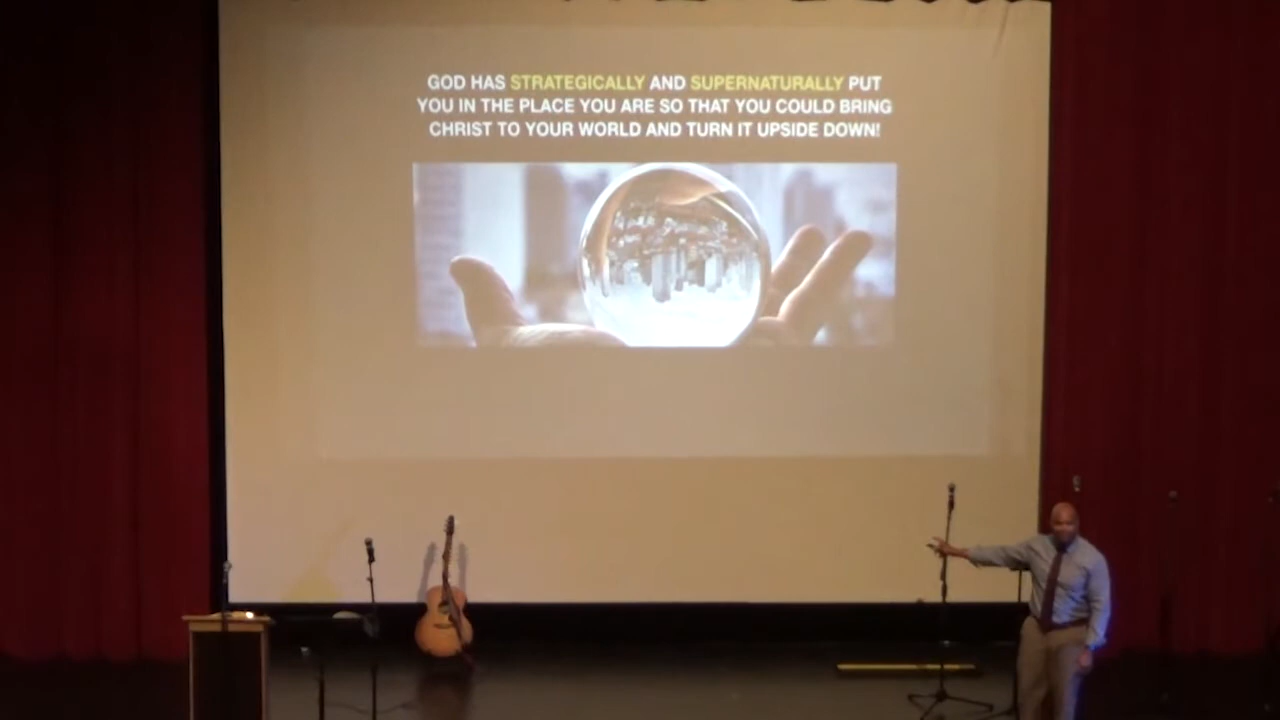 GOD HAS STRATEGICALLY AND SUPERNATURALLY PUT
YOU IN THE PLACE YOU ARE SO THAT YOU COULD BRING
CHRIST TO YOUR WORLD AND TURN IT UPSIDE DOWN!